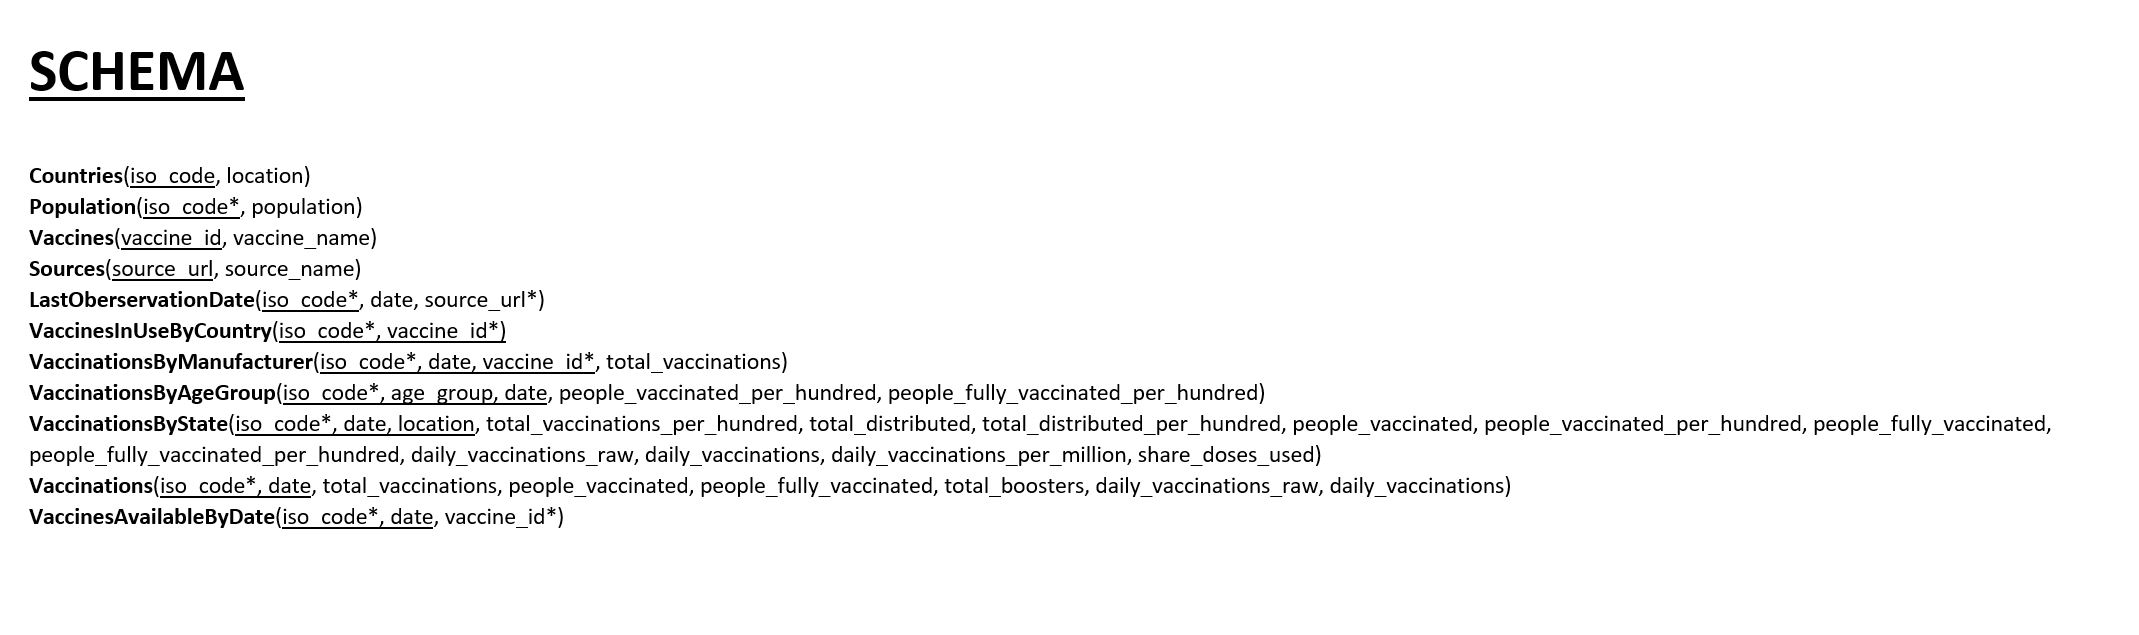 SCHEMA
Countries(iso_code, location)
Population(iso_code*, population)
Vaccines(vaccine_id, vaccine_name)
Sources(source_url, source_name)
LastOberservationDate(iso_code*, date, source_url*)
VaccinesInUseByCountry(iso_code*, vaccine_id*)
VaccinationsByManufacturer(iso_code*, date, vaccine_id*, total_vaccinations)
VaccinationsByAgeGroup(iso_code*, age_group, date, people_vaccinated_per_hundred, people_fully_vaccinated_per_hundred)
VaccinationsByState(iso_code*, date, location, total_vaccinations_per_hundred, total_distributed, total_distributed_per_hundred, people_vaccinated, people_vaccinated_per_hundred, people_fully_vaccinated,
people_fully_vaccinated_per_hundred, daily_vaccinations_raw, daily_vaccinations, daily_vaccinations_per_million, share_doses_used)
Vaccinations(iso_code*, date, total_vaccinations, people_vaccinated, people_fully_vaccinated, total_boosters, daily_vaccinations_raw, daily_vaccinations)
VaccinesAvailableByDate(iso_code*, date, vaccine_id*)